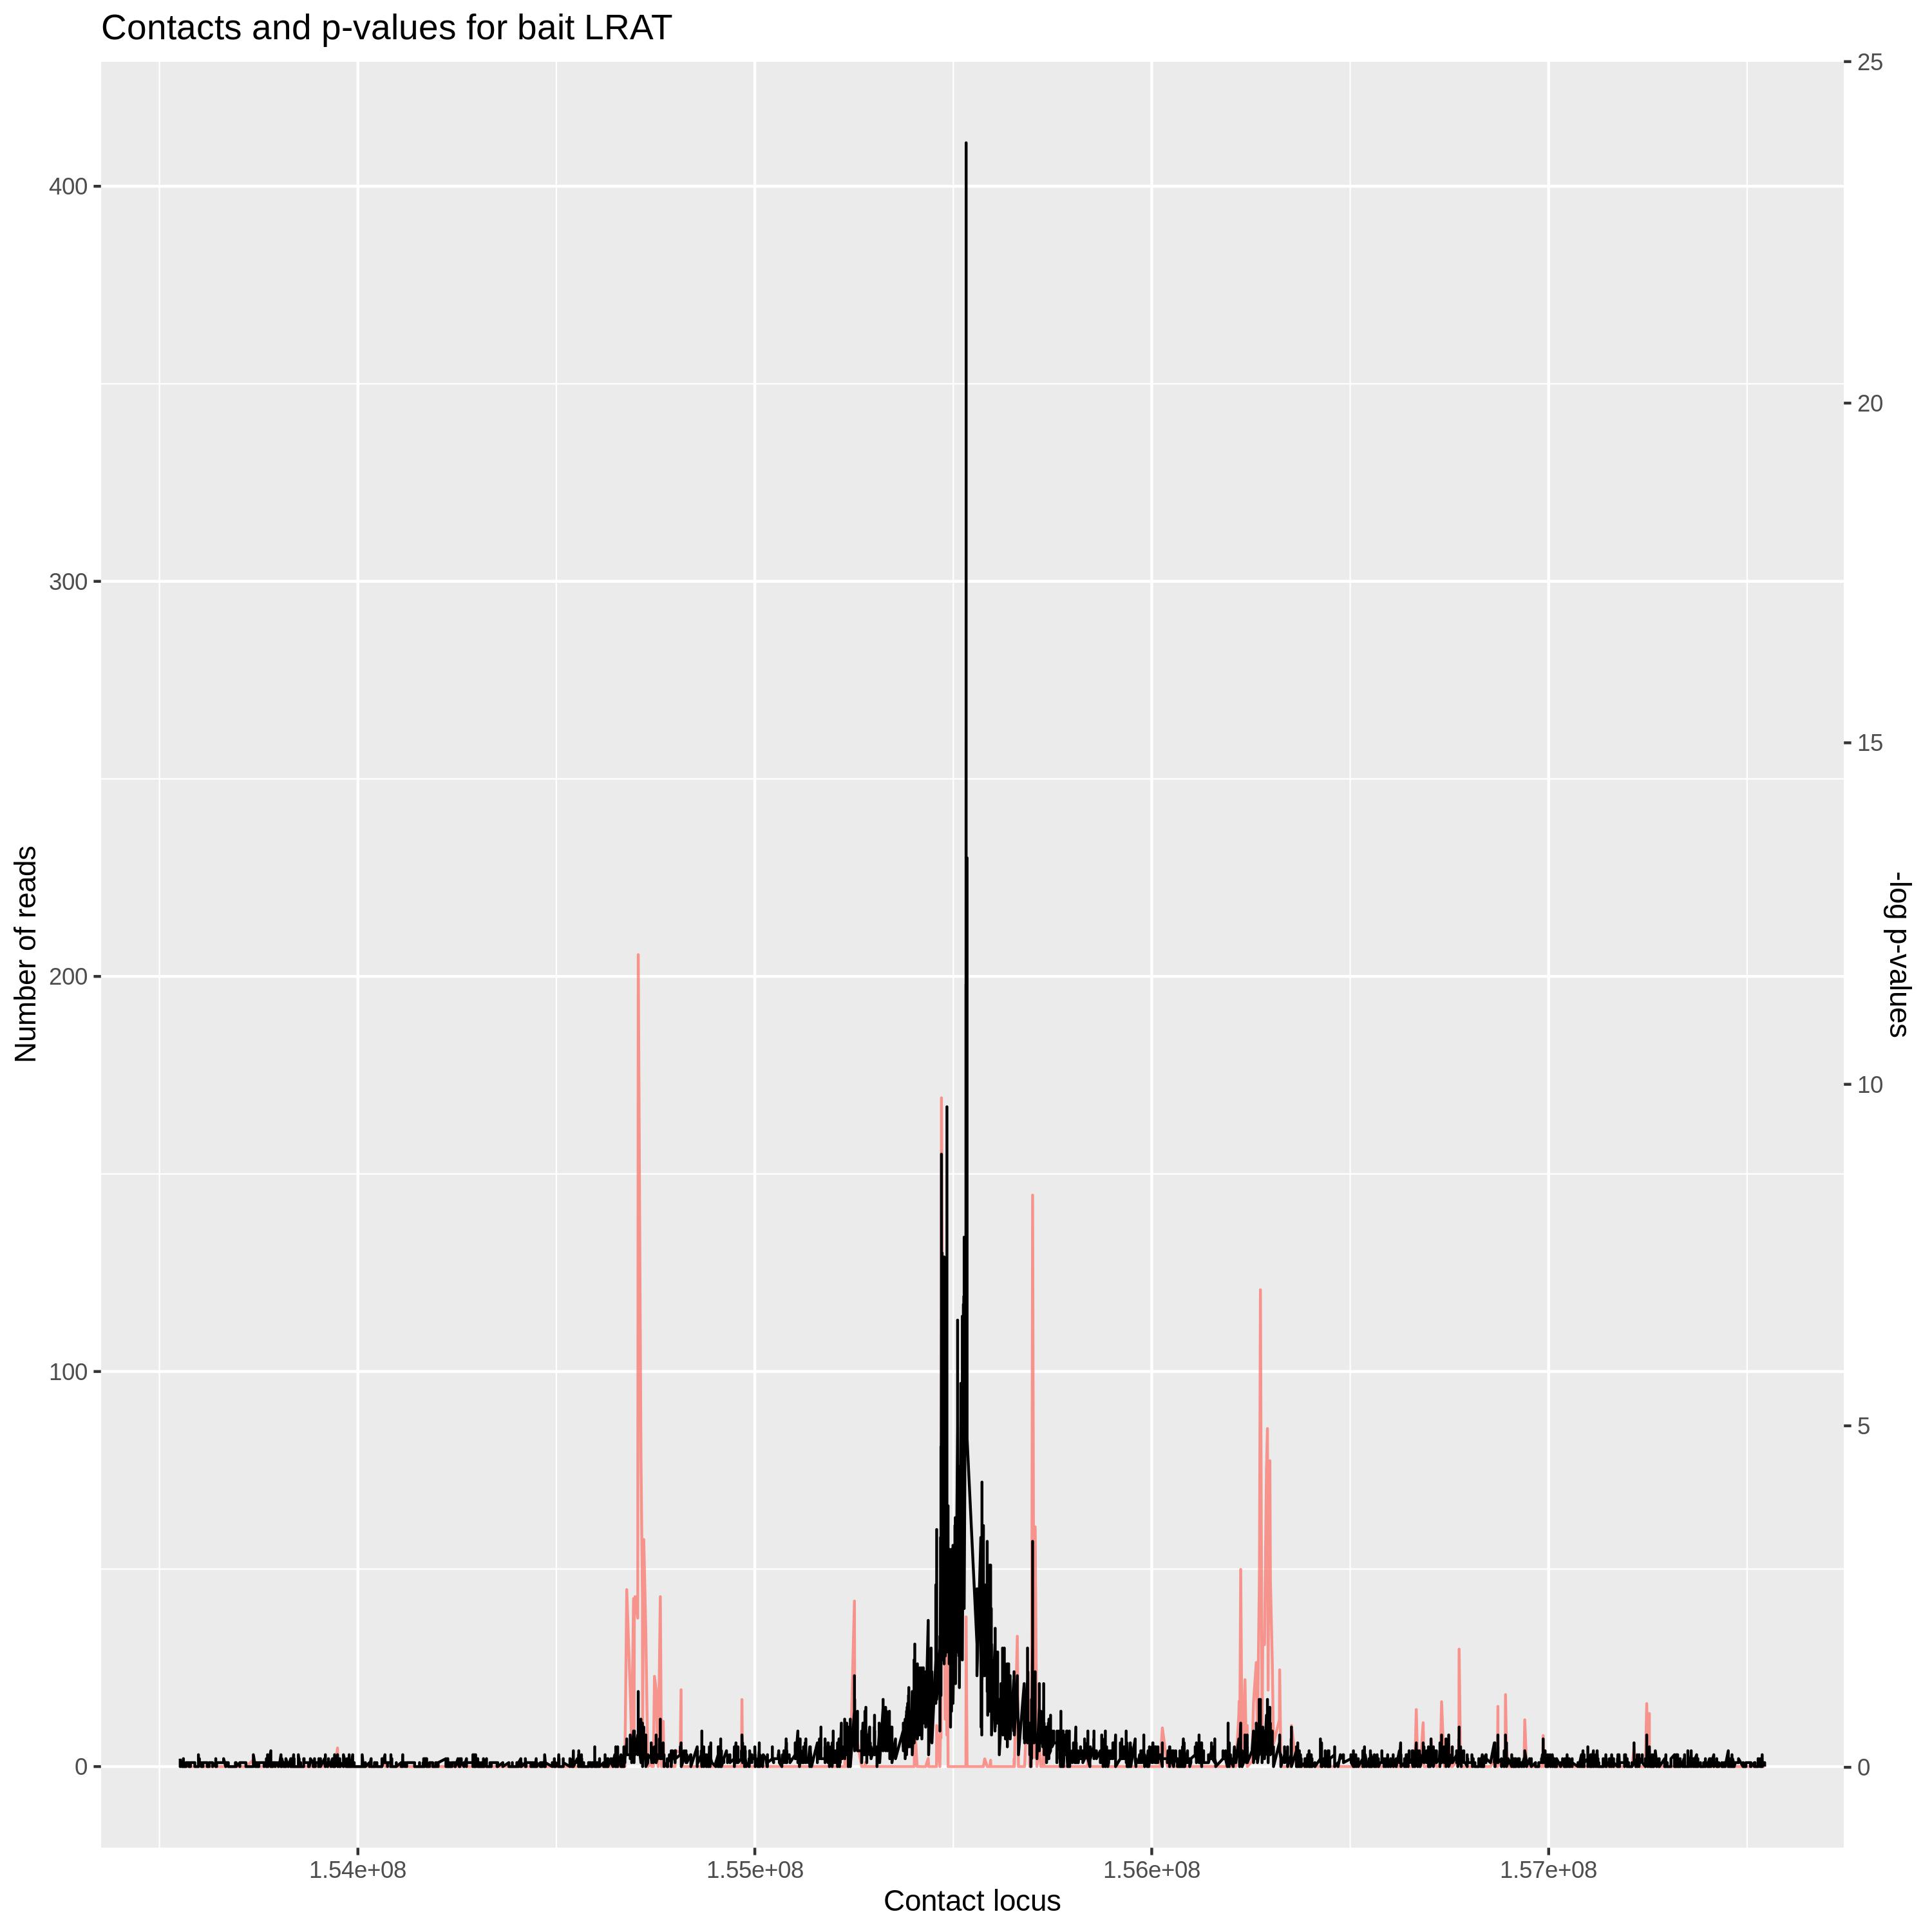 Contacts and p-values for bait LRAT
25
400
20
300
15
Number of reads
-log p-values
200
10
100
5
0
0
1.54e+08
1.55e+08
1.56e+08
1.57e+08
Contact locus